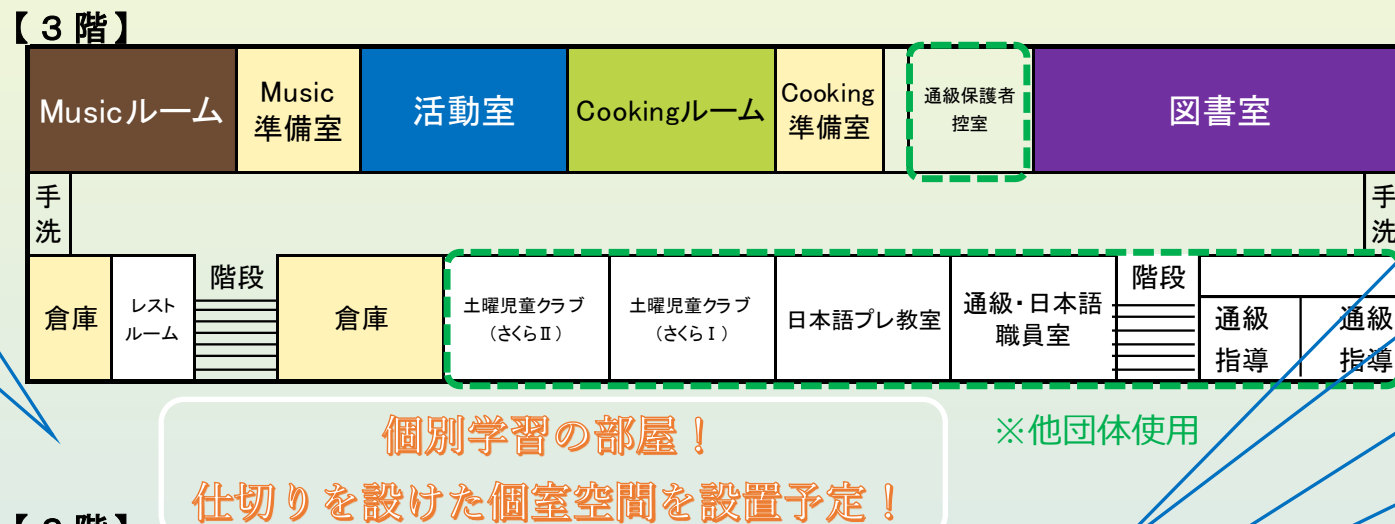 【３階】
Musicルーム
Music
準備室
活動室
Cookingルーム
Cooking
準備室
通級保護者
控室
図書室
手
洗
手
洗
倉庫
レスト
ルーム
階段
倉庫
土曜児童クラブ
（さくらⅡ）
土曜児童クラブ
（さくらⅠ）
日本語プレ教室
通級・日本語
職員室
階段
通級
指導
通級
指導
個別学習の部屋！
仕切りを設けた個室空間を設置予定！
※他団体使用